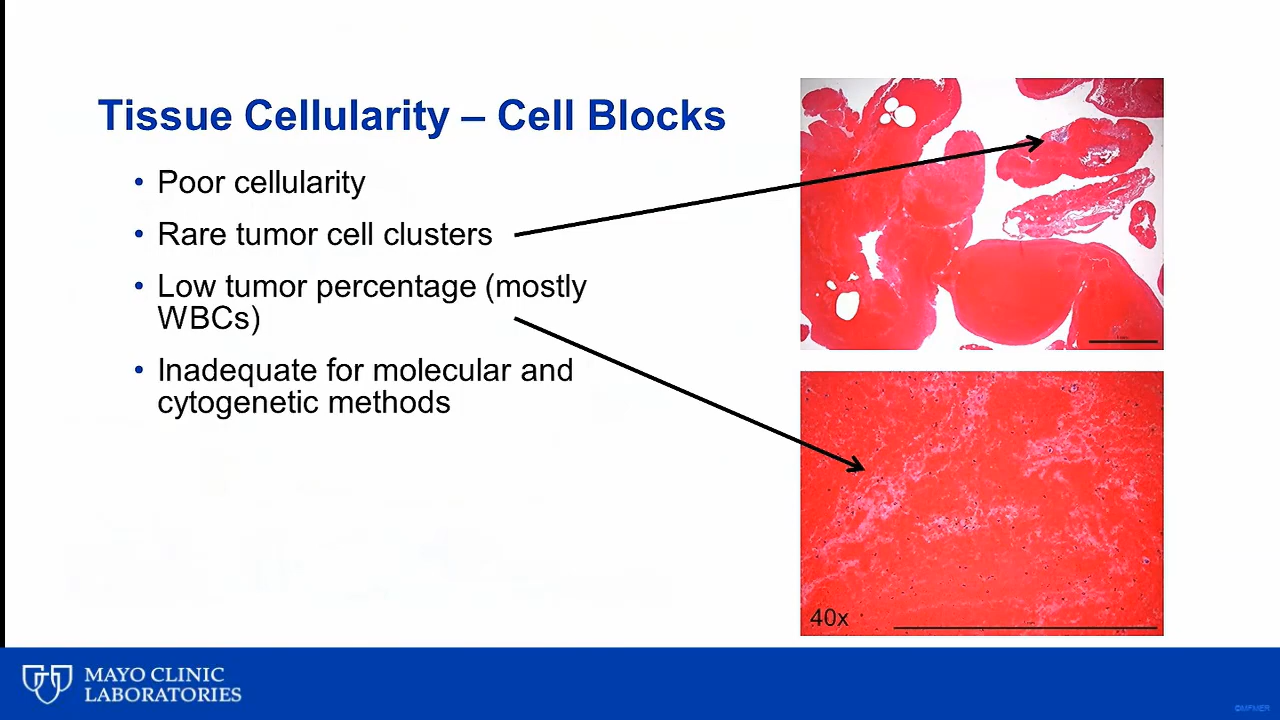 Tissue Cellularity – Cell Blocks
• Poor cellularity
• Rare tumor cell clusters
• Low tumor percentage (mostly
WBCs)
• Inadequate for molecular and
cytogenetic methods
40x
MAYO CLINIC
LABORATORIES
©MFMER